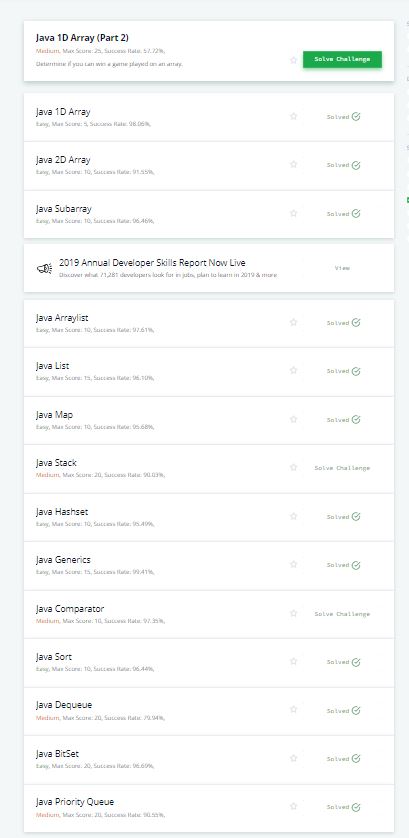 Java 1D Array (Part 2)
Medium, Max Score: 25, Success Rate: 57.72%,
Determine if you can win a game played on an array.
Solve Challenge
Java 1D Array
Easy, Max Score: 5, Success Rate: 98.06%,
Solved
Java 2D Array
Easy, Max Score: 10, Success Rate: 91.55%,
Solved
Java Subarray
Easy, Max Score: 10, Success Rate: 96.46%,
Solved
2019 Annual Developer Skills Report Now Live
Discover what 71,281 developers look for in jobs, plan to learn in 2019 & more
View
Java Arraylist
Easy, Max Score: 10, Success Rate: 97.61%,
Solved
Java List
Easy, Max Score: 15, Success Rate: 96.10%,
Solved
Java Map
Easy, Max Score: 10, Success Rate: 95.68%,
Solved
Java Stack
Medium, Max Score: 20, Success Rate: 90.03%,
Solve Challenge
Java Hashset
Easy, Max Score: 10, Success Rate: 95.49%,
Solved
Java Generics
Easy, Max Score: 15, Success Rate: 99.41%,
Solved
Java Comparator
Medium, Max Score: 10, Success Rate: 97.35%,
Solve Challenge
Java Sort
Easy, Max Score: 10, Success Rate: 96.44%,
Solved
Java Dequeue
Medium, Max Score: 20, Success Rate: 79.94%,
Solved
Java BitSet
Easy, Max Score: 20, Success Rate: 96.69%,
Solved
Java Priority Queue
Medium, Max Score: 20, Success Rate: 90.55%,
Solved